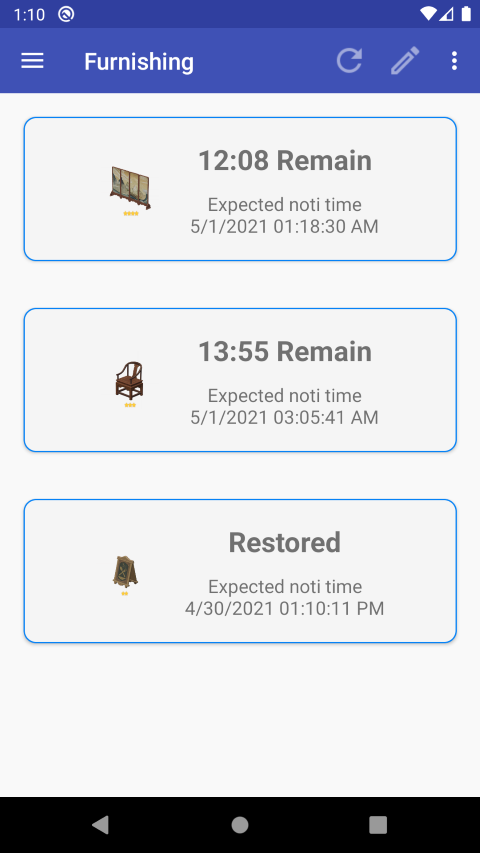 1:10
Furnishing
12:08 Remain
Expected noti time
5/1/2021 01:18:30 AM
13:55 Remain
Expected noti time
5/1/2021 03:05:41 AM
Restored
Expected noti time
4/30/2021 01:10:11 PM